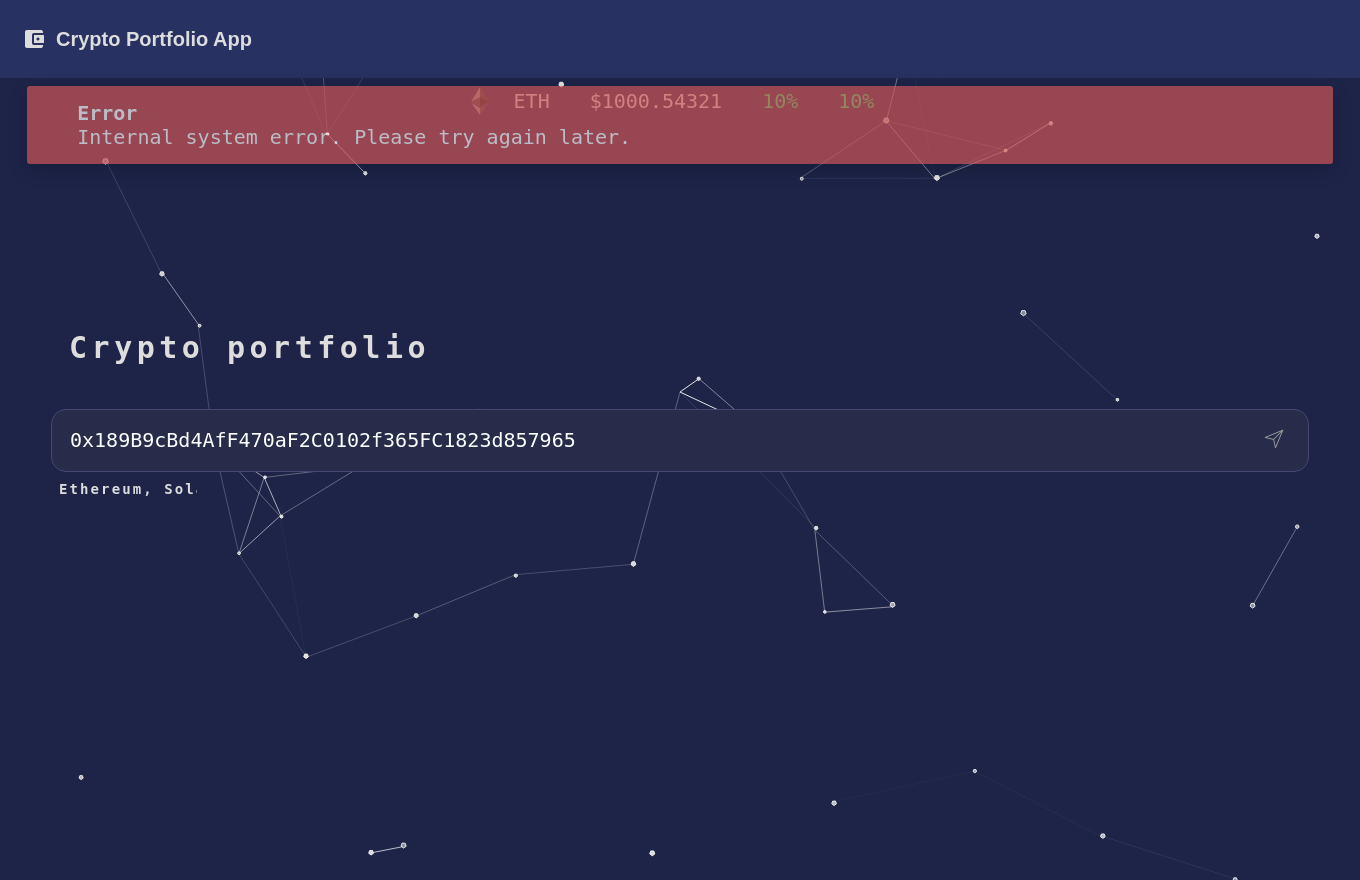 Crypto Portfolio App
ETH $1000.54321 10% 10%
Error
Internal system error. Please try again later.
Crypto portfolio
0x189B9cBd4AfF470aF2C0102f365FC1823d857965
Ethereum, Sol